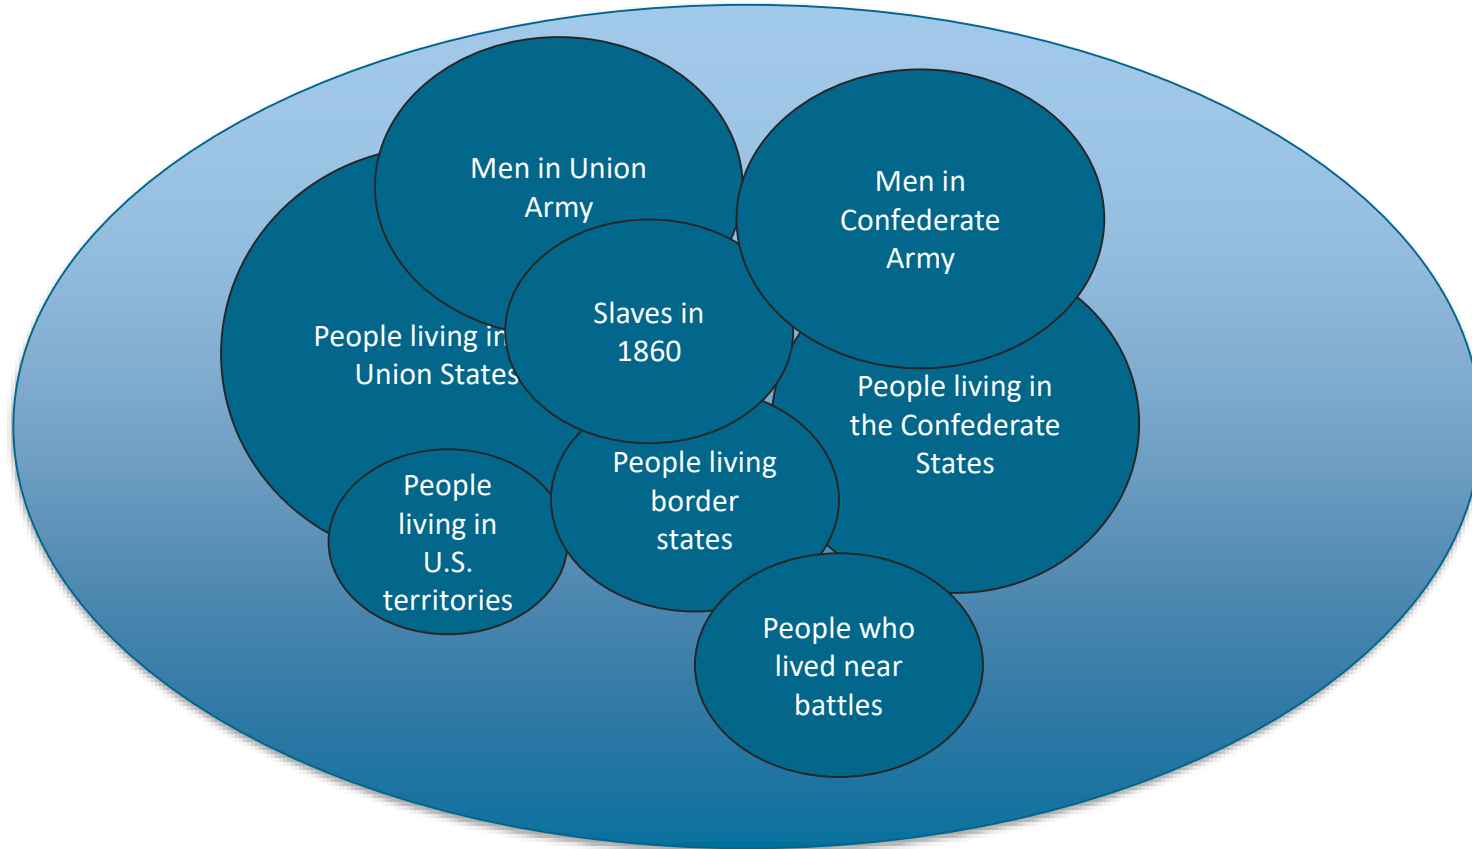 Men in Union
Army
Men in
Confederate
Army
Slaves in
1860
People living in
Union States
People living in
the Confederate
States
People living
border
states
People
living in
U.S.
territories
People who
lived near
battles